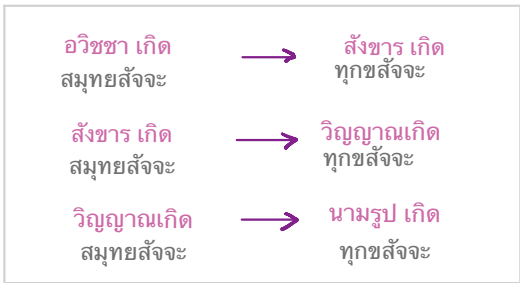 อวิชชา เกิด สังขาร เกิด
สมุทยสัจจะ ทุกขสัจจะ
สังขาร เกิด วิญญาณเกิด
สมุทยสัจจะ ทุกขสัจจะ
วิญญาณเกิด นามรูป เกิด
สมุทยสัจจะ ทุกขสัจจะ